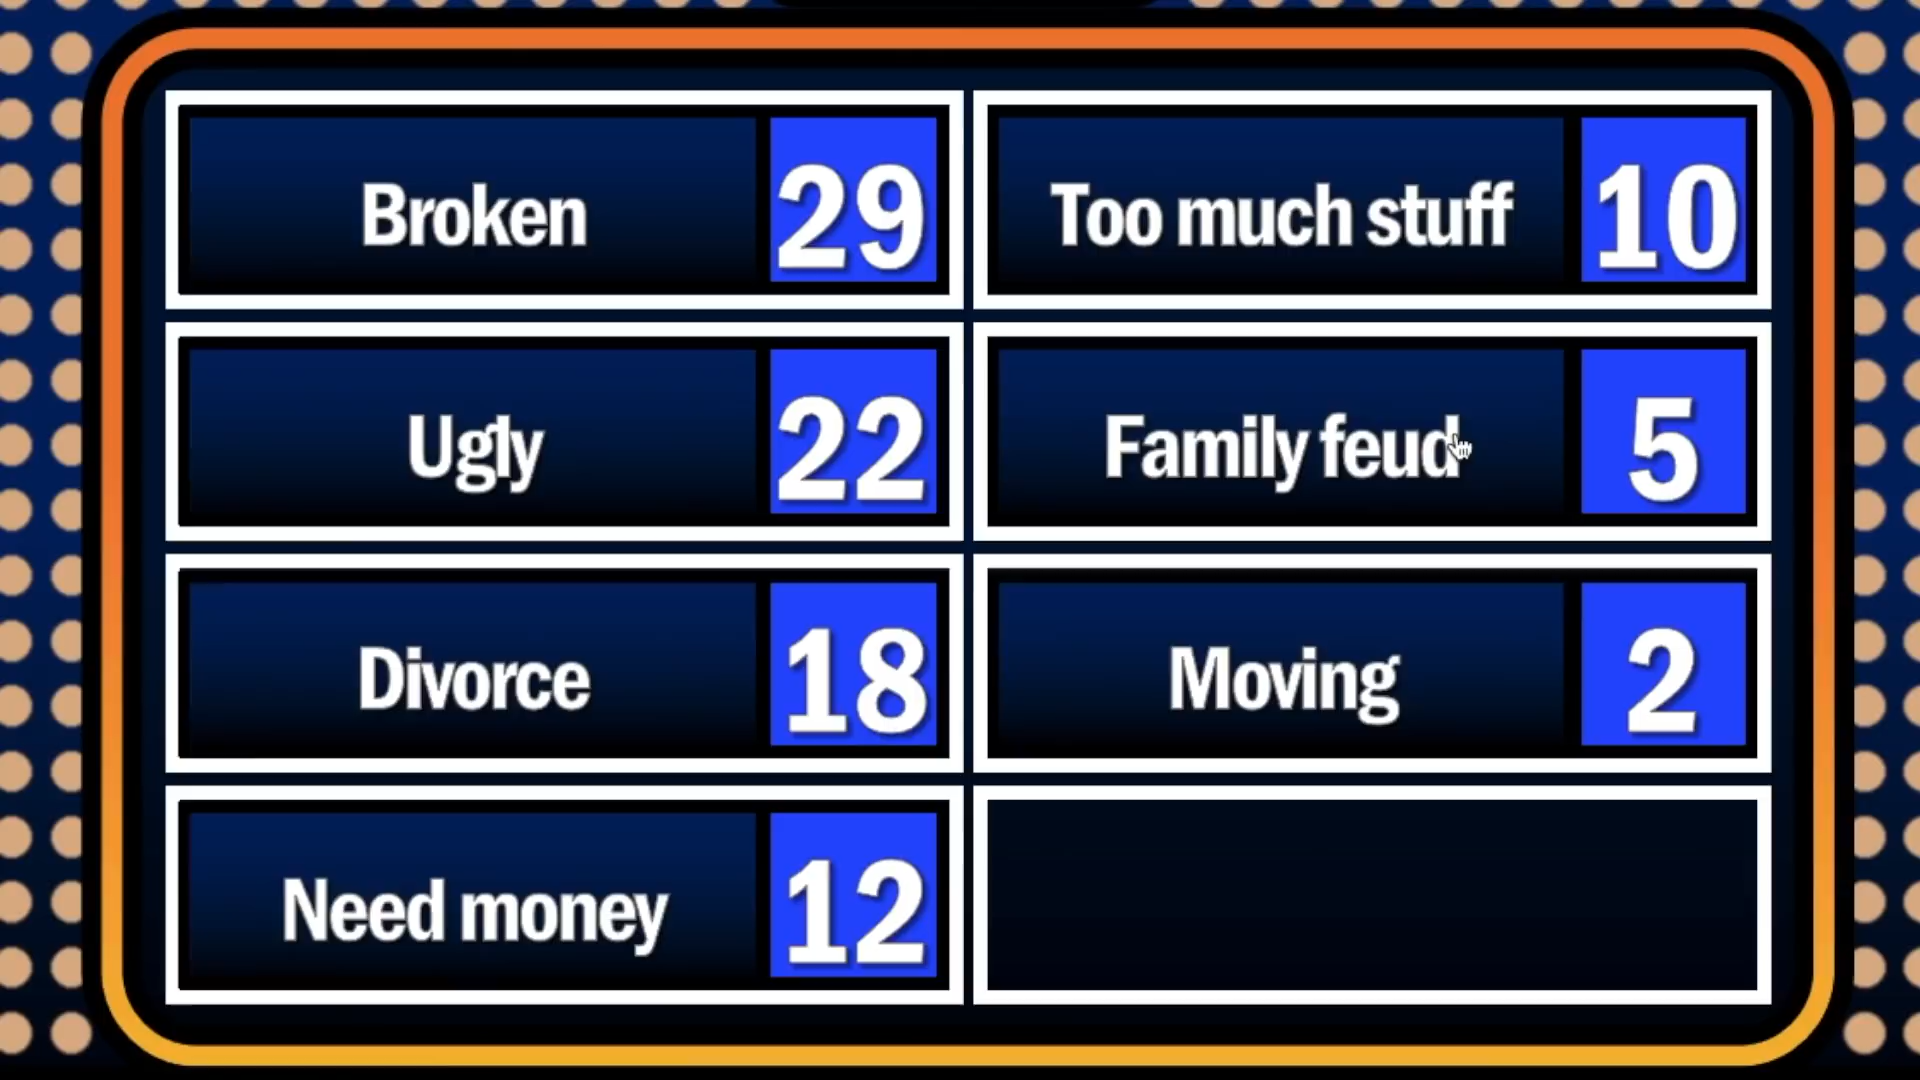 Broken 29
Too much stuff 10
Ugly 22
Family feud 5
Divorce 18
Moving 2
Need money 12